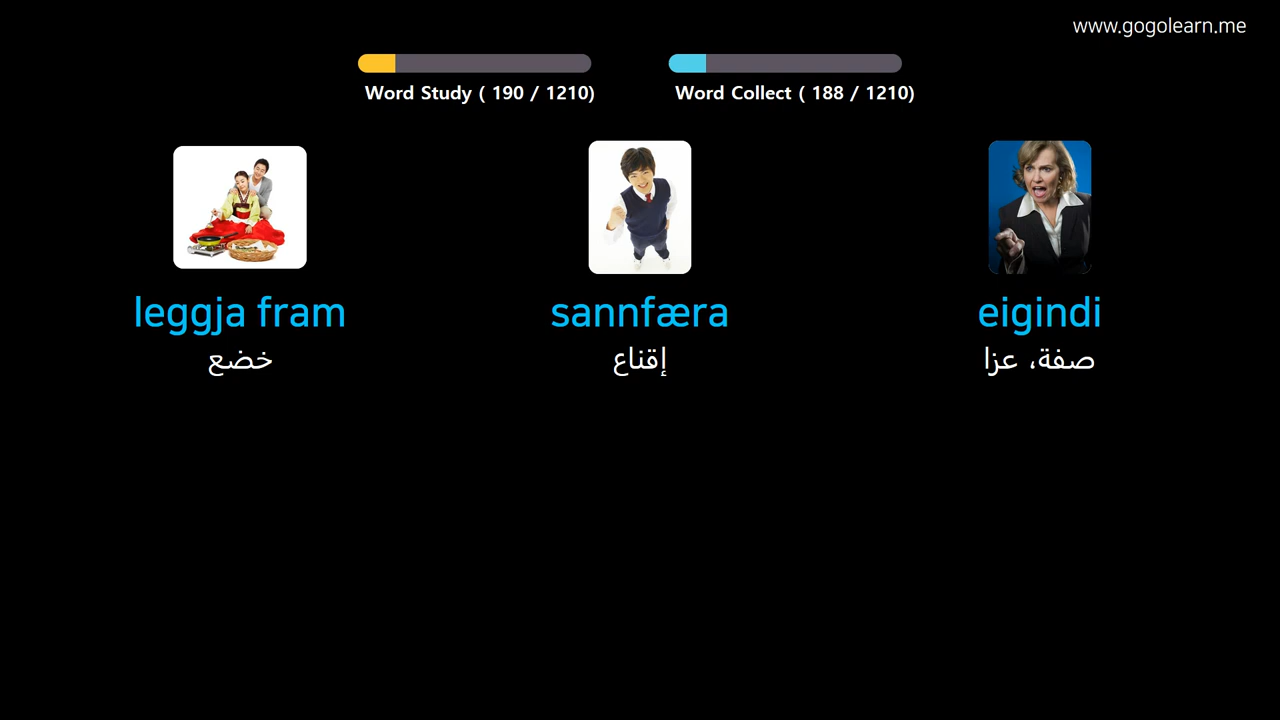 www.gogolearn.me
Word Study ( 190 / 1210)
Word Collect ( 188 / 1210)
leggja fram
خضع
sannfæra
إقناع
eigindi
صفة، عزا